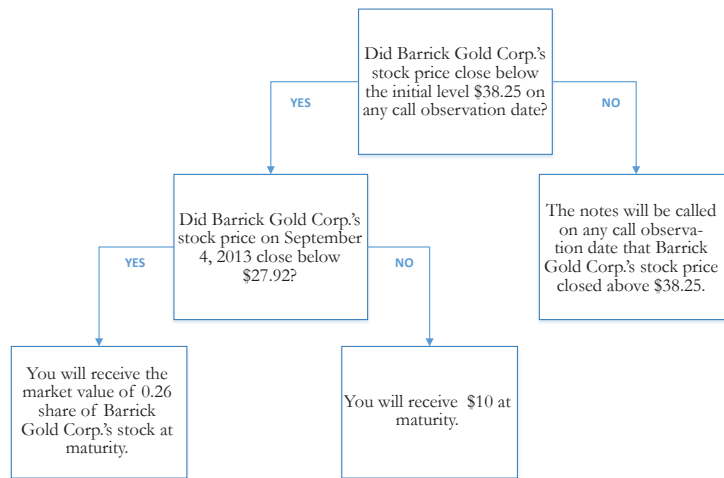 Did Barrick Gold Corp.'s
stock price close below
the initial level $38.25 on
any call observation date?
YES
NO
Did Barrick Gold Corp.'s
stock price on September
4, 2013 close below
$27.92?
The notes will be called
on any call observa-
tion date that Barrick
Gold Corp.'s stock price
closed above $38.25.
YES
NO
You will receive the
market value of 0.26
share of Barrick
Gold Corp.'s stock at
maturity.
You will receive $10 at
maturity.